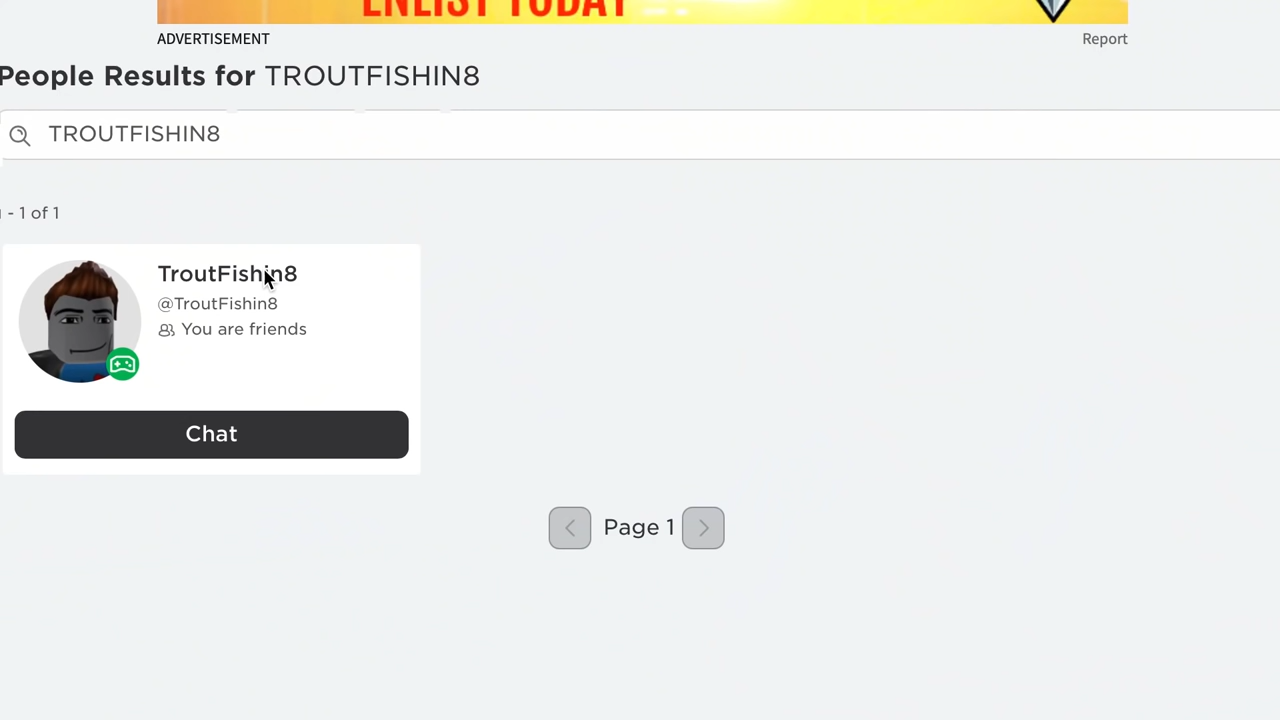 ENLIST TODAY
ADVERTISEMENT
Report
People Results for TROUTFISHIN8
TROUTFISHIN8
- 1 of 1
TroutFishin8
@TroutFishin8
You are friends
Chat
Page 1